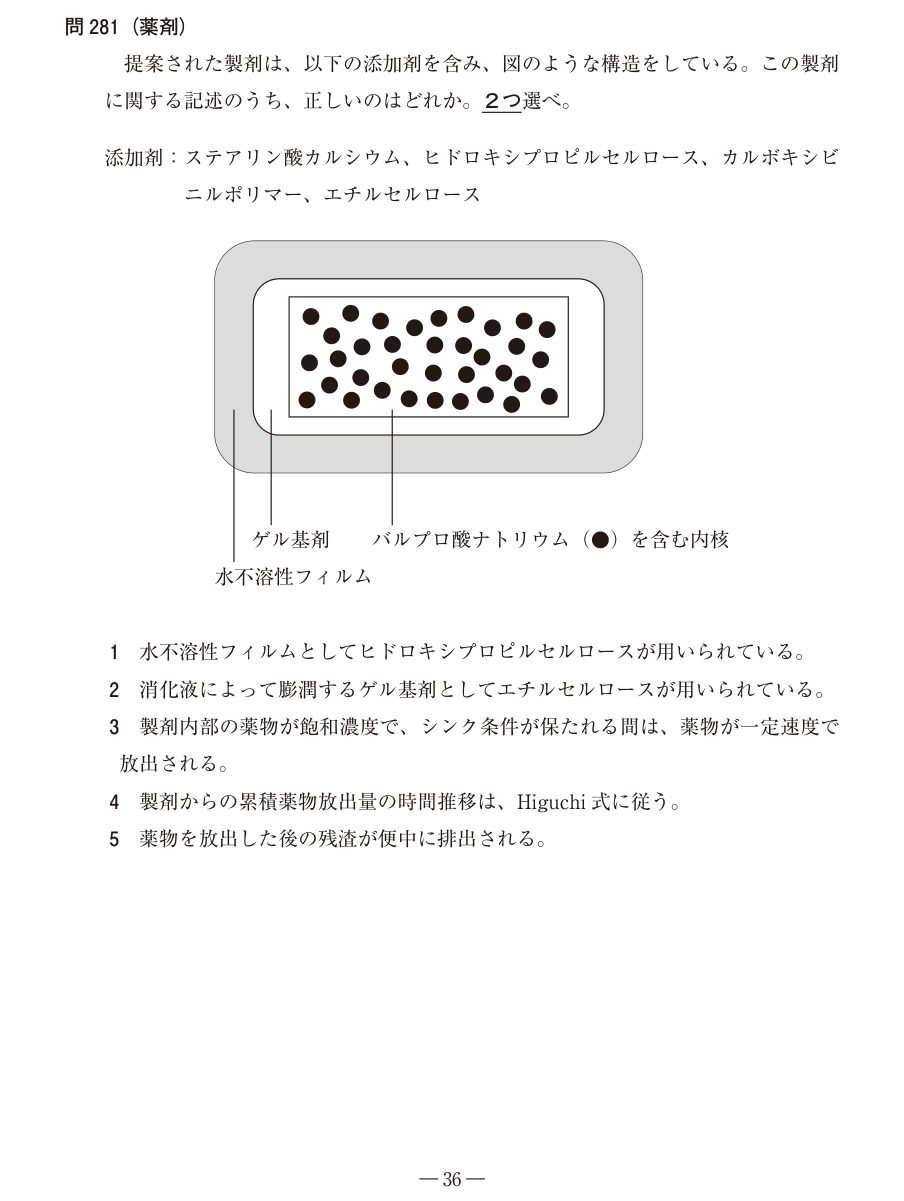 問 281（薬剤）
提案された製剤は、以下の添加剤を含み、図のような構造をしている。この製剤
に関する記述のうち、正しいのはどれか。２つ選べ。
添加剤：ステアリン酸カルシウム、ヒドロキシプロピルセルロース、カルボキシビ
ニルポリマー、エチルセルロース
ゲル基剤 バルプロ酸ナトリウム（●）を含む内核
水不溶性フィルム
1 水不溶性フィルムとしてヒドロキシプロピルセルロースが用いられている。
2 消化液によって膨潤するゲル基剤としてエチルセルロースが用いられている。
3 製剤内部の薬物が飽和濃度で、シンク条件が保たれる間は、薬物が一定速度で
放出される。
4 製剤からの累積薬物放出量の時間推移は、Higuchi 式に従う。
5 薬物を放出した後の残渣が便中に排出される。
― 36 ―